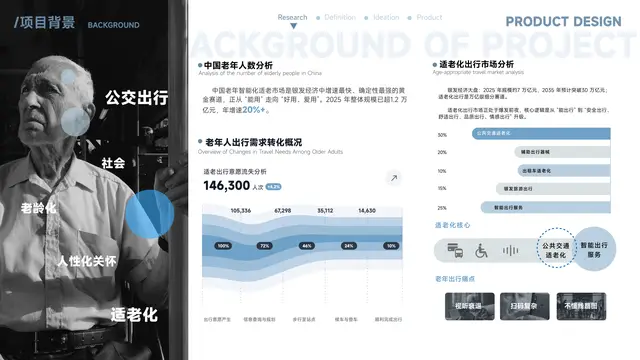 /项目背景 BACKGROUND
Research
Definition
Ideation
Product
PRODUCT DESIGN
BACKGROUND OF PROJECT
公交出行
社会
老龄化
人性化关怀
适老化
中国老年人数分析
Analysis of the number of elderly people in China
中国老年智能化适老市场是银发经济中增速最快、确定性最强的黄
金赛道，正从“能用”走向“好用，爱用”。2025 年整体规模已超1.2 万
亿元，年增速20%+。
老年人出行需求转化概况
Overview of Changes in Travel Needs Among Older Adults
适老出行意愿流失分析
146,300 人次 +4.2%
105,336 67,298 35,112 14,630
100% 72% 46% 24% 10%
出行意愿产生 信息查询与规划 步行至站点 候车与登车 顺利完成出行
适老化出行市场分析
Age-appropriate travel market analysis
银发经济大盘：2025 年规模约7 万亿元，2035 年预计突破30 万亿元；
适老化出行是万亿级细分赛道。
适老化出行市场正处于爆发前夜，核心逻辑是从“能出行”到“安全出行、
舒适出行、品质出行、情感出行”升级。
30% 公共交通适老化
20% 辅助出行器械
10% 出租车适老化
15% 银发旅游出行
25% 智能出行服务
适老化核心
公共交通
适老化
智能出行
服务
老年出行痛点
视听衰退
扫码复杂
不懂线路图